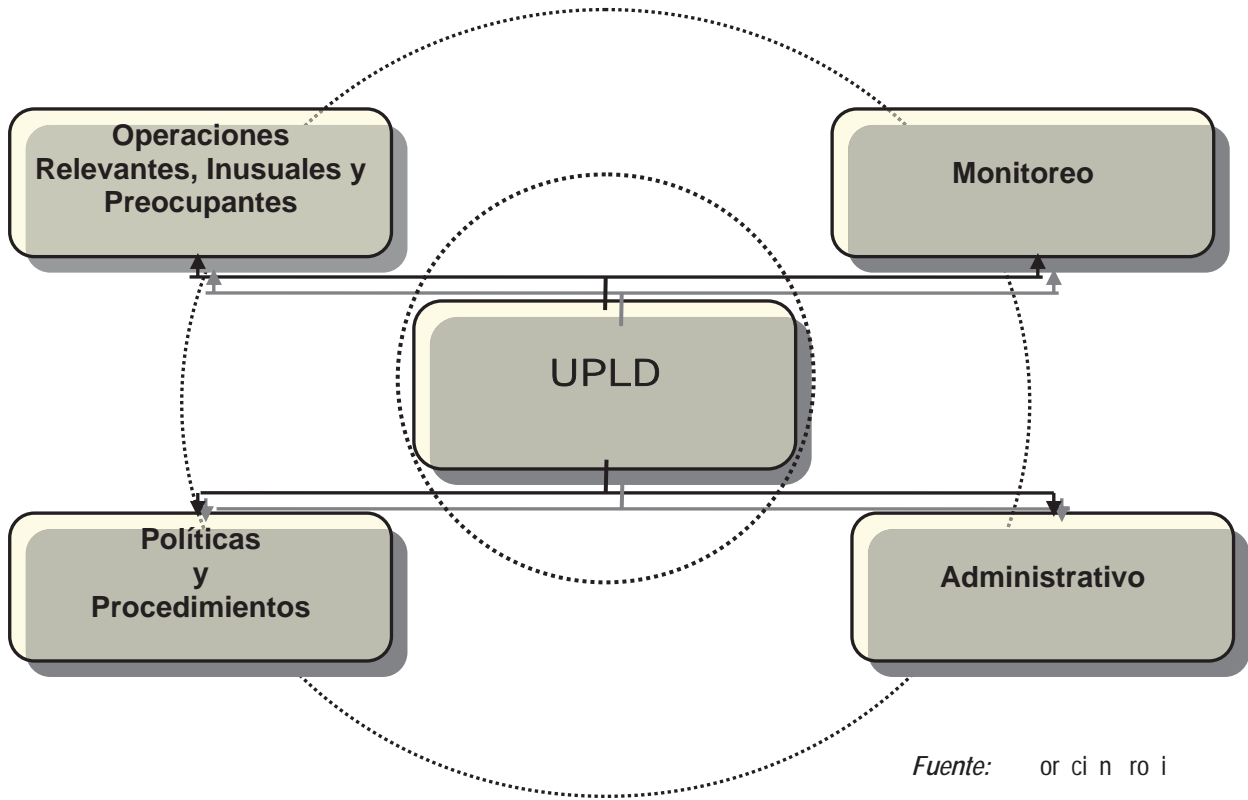 Operaciones
Relevantes, Inusuales y
Preocupantes
Monitoreo
UPLD
Políticas
y
Procedimientos
Administrativo
Fuente: